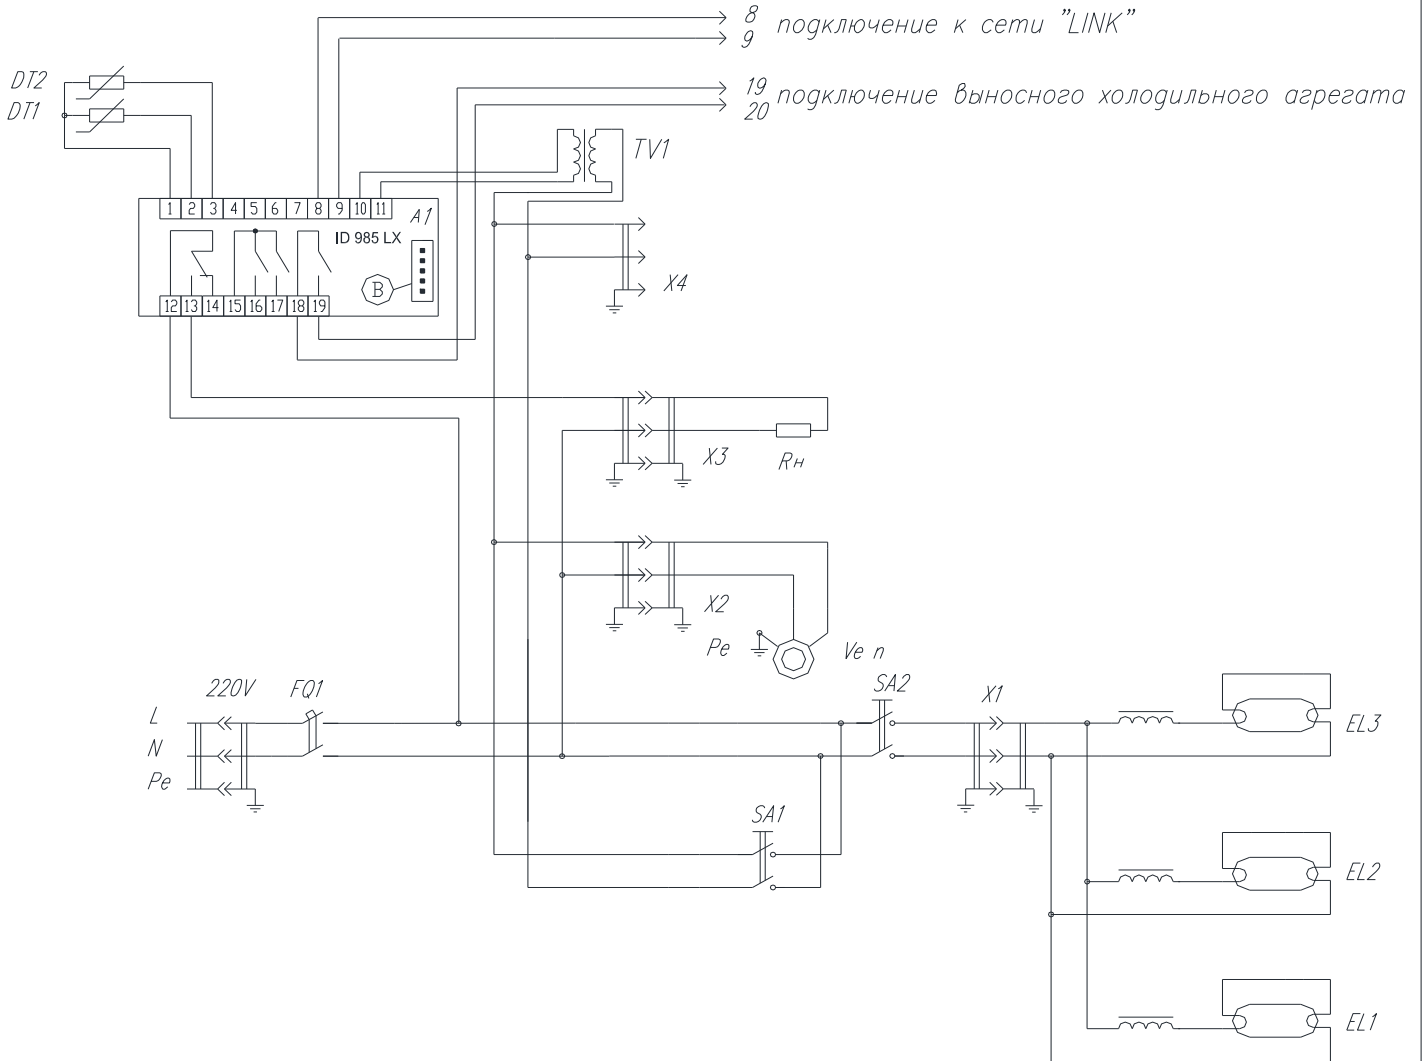 8
подключение к сети "LINK"
9
DT2
19
подключение выносного холодильного агрегата
DT1
20
TV1
1 2 3 4 5 6 7 8 9 10 11
A1
ID 985 LX
B
X4
12 13 14 15 16 17 18 19
X3
Rн
X2
Pe
Ve n
220V
FQ1
SA2
X1
L
EL3
N
Pe
SA1
EL2
EL1